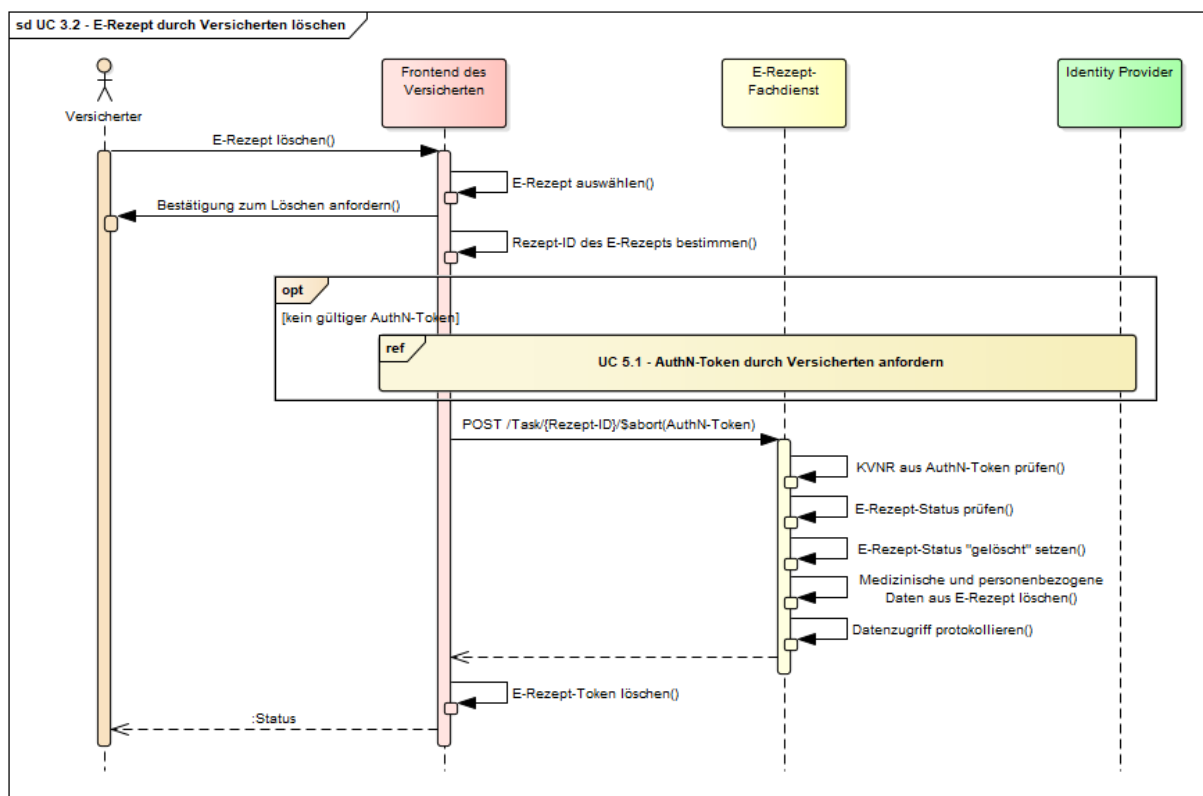 sd UC 3.2 - E-Rezept durch Versicherten löschen
Versicherter
Frontend des
Versicherten
E-Rezept-
Fachdienst
Identity Provider
E-Rezept löschen()
E-Rezept auswählen()
Bestätigung zum Löschen anfordern()
Rezept-ID des E-Rezepts bestimmen()
opt
[kein gültiger AuthN-Token]
ref
UC 5.1 - AuthN-Token durch Versicherten anfordern
POST /Task/{Rezept-ID}/$abort(AuthN-Token)
KVNR aus AuthN-Token prüfen()
E-Rezept-Status prüfen()
E-Rezept-Status "gelöscht" setzen()
Medizinische und personenbezogene
Daten aus E-Rezept löschen()
Datenzugriff protokollieren()
E-Rezept-Token löschen()
:Status